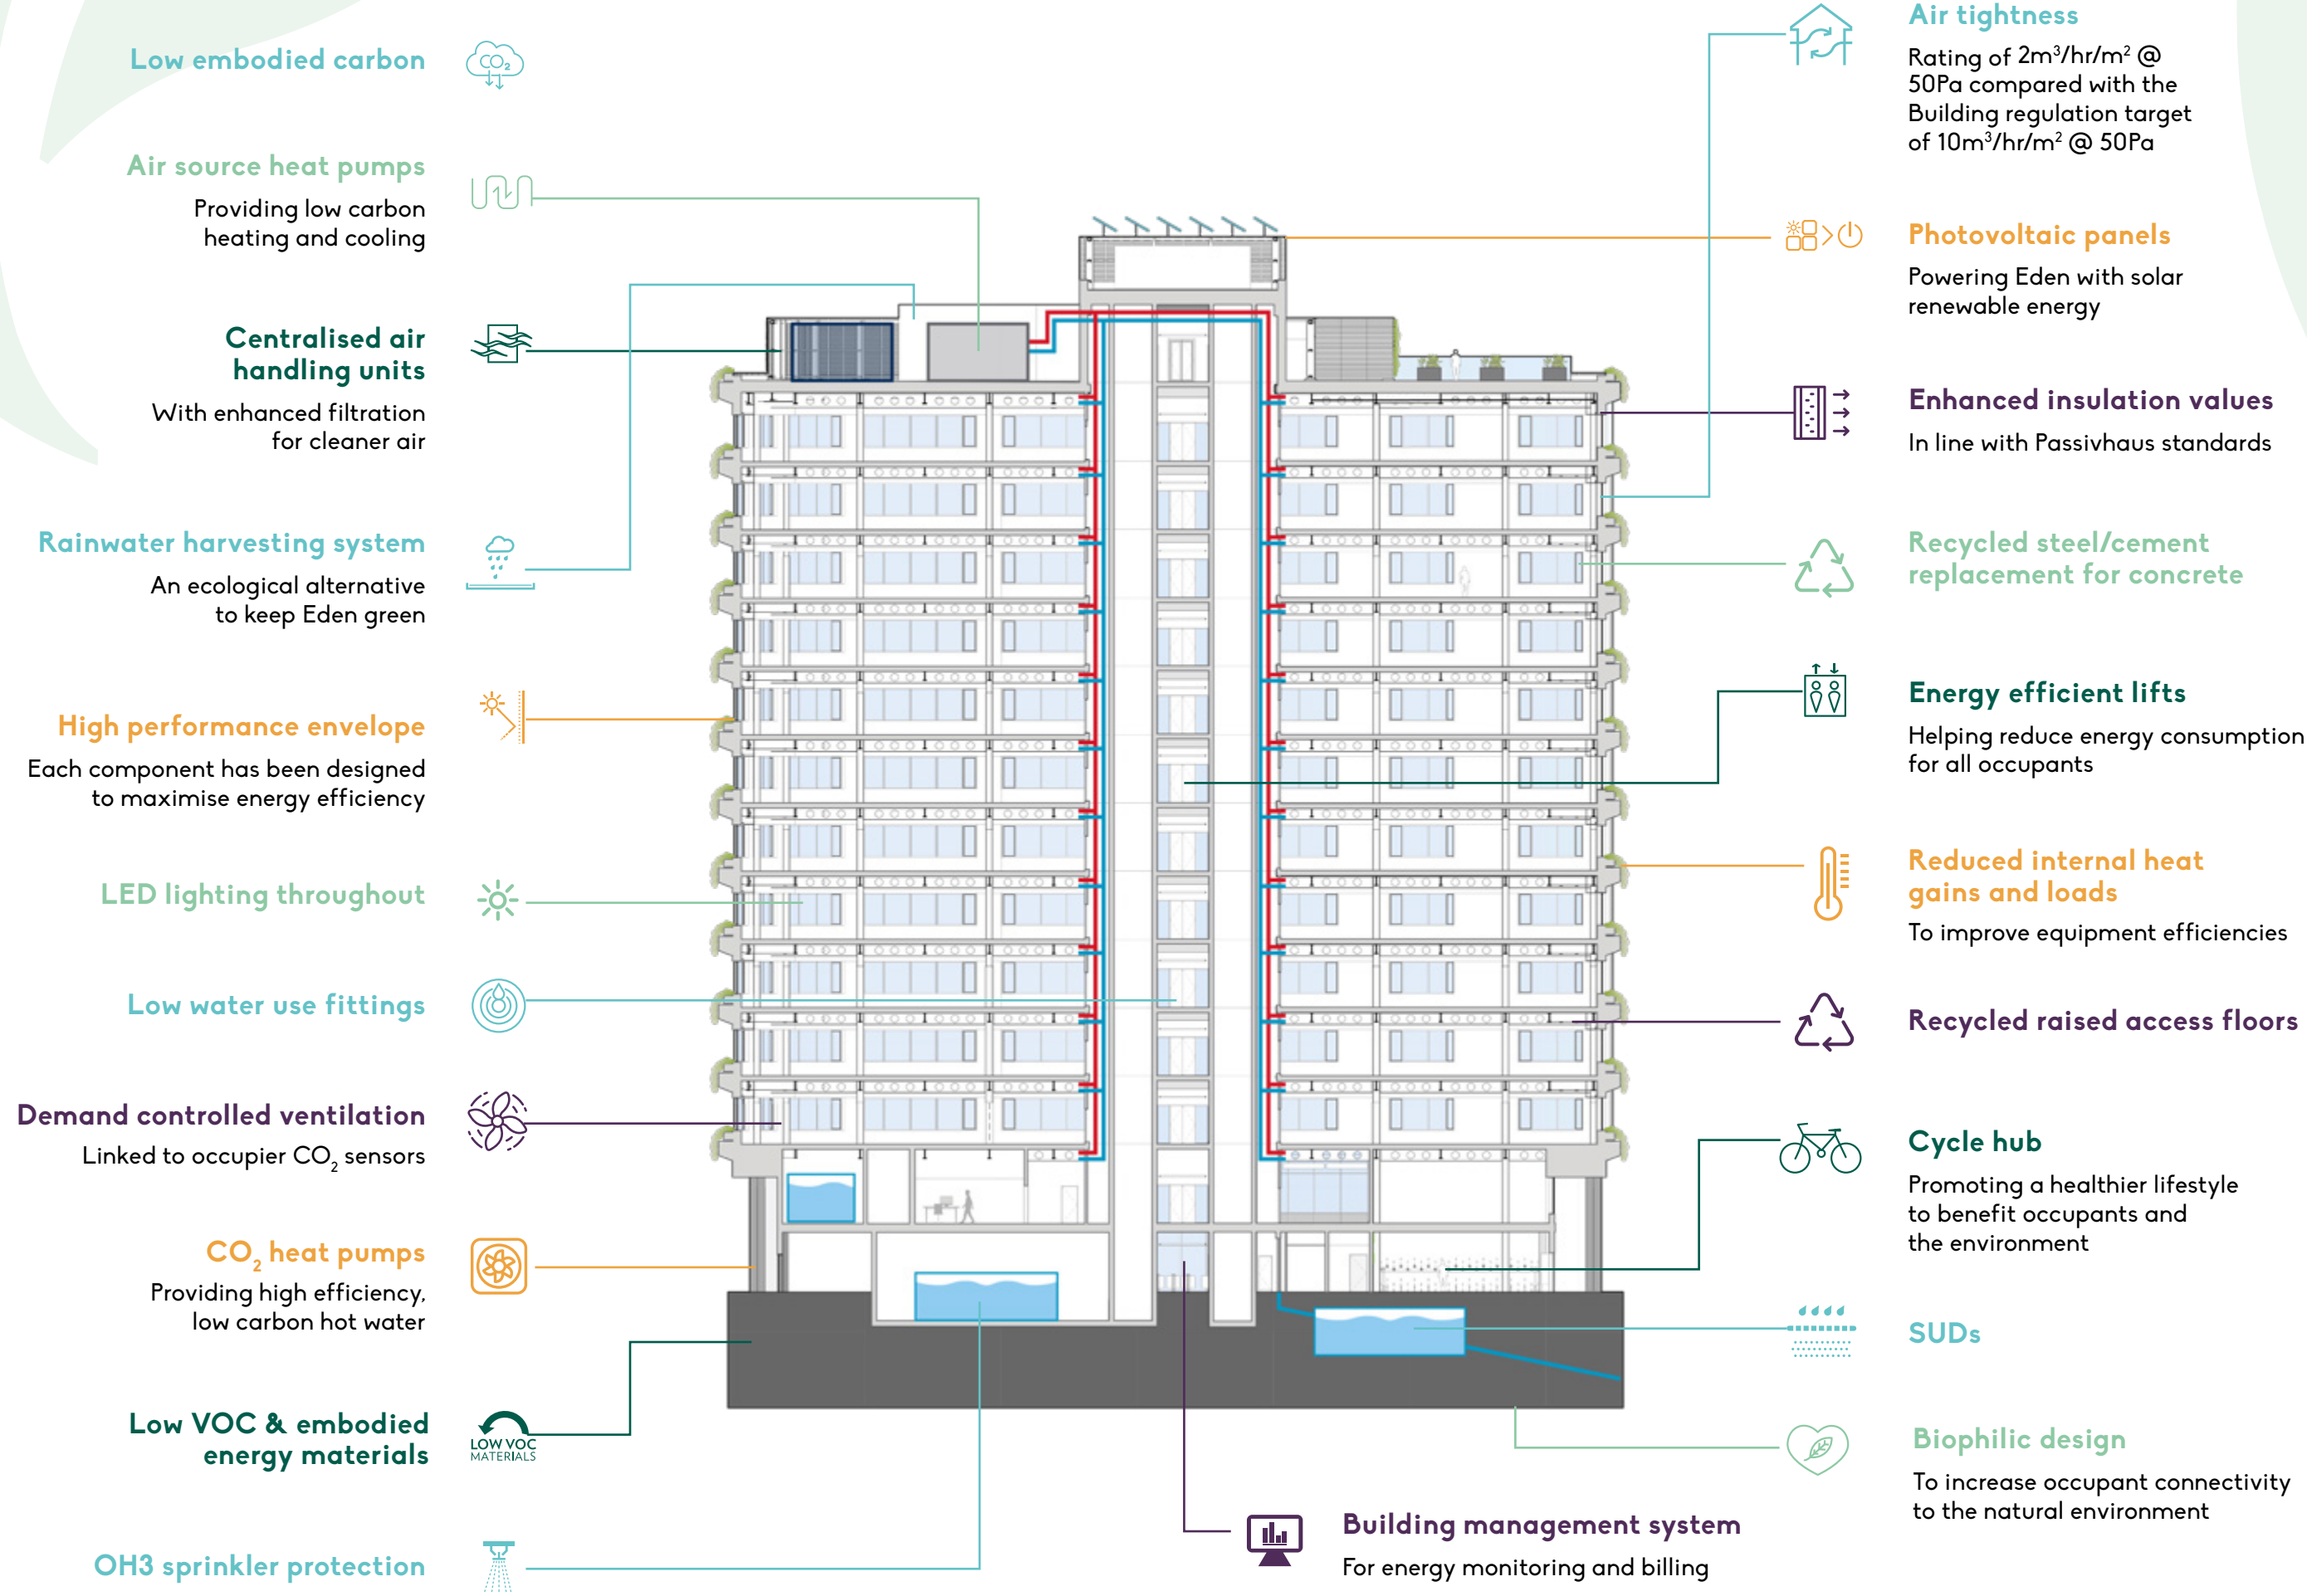 Low embodied carbon
CO2
Air source heat pumps
Providing low carbon
heating and cooling
Centralised air
handling units
With enhanced filtration
for cleaner air
Rainwater harvesting system
An ecological alternative
to keep Eden green
High performance envelope
Each component has been designed
to maximise energy efficiency
LED lighting throughout
Low water use fittings
Demand controlled ventilation
Linked to occupier CO₂ sensors
CO₂ heat pumps
Providing high efficiency,
low carbon hot water
Low VOC & embodied
energy materials
LOW VOC
MATERIALS
OH3 sprinkler protection
Air tightness
Rating of 2m³/hr/m² @
50Pa compared with the
Building regulation target
of 10m³/hr/m² @ 50Pa
Photovoltaic panels
Powering Eden with solar
renewable energy
Enhanced insulation values
In line with Passivhaus standards
Recycled steel/cement
replacement for concrete
Energy efficient lifts
Helping reduce energy consumption
for all occupants
Reduced internal heat
gains and loads
To improve equipment efficiencies
Recycled raised access floors
Cycle hub
Promoting a healthier lifestyle
to benefit occupants and
the environment
SUDs
Biophilic design
To increase occupant connectivity
to the natural environment
Building management system
For energy monitoring and billing